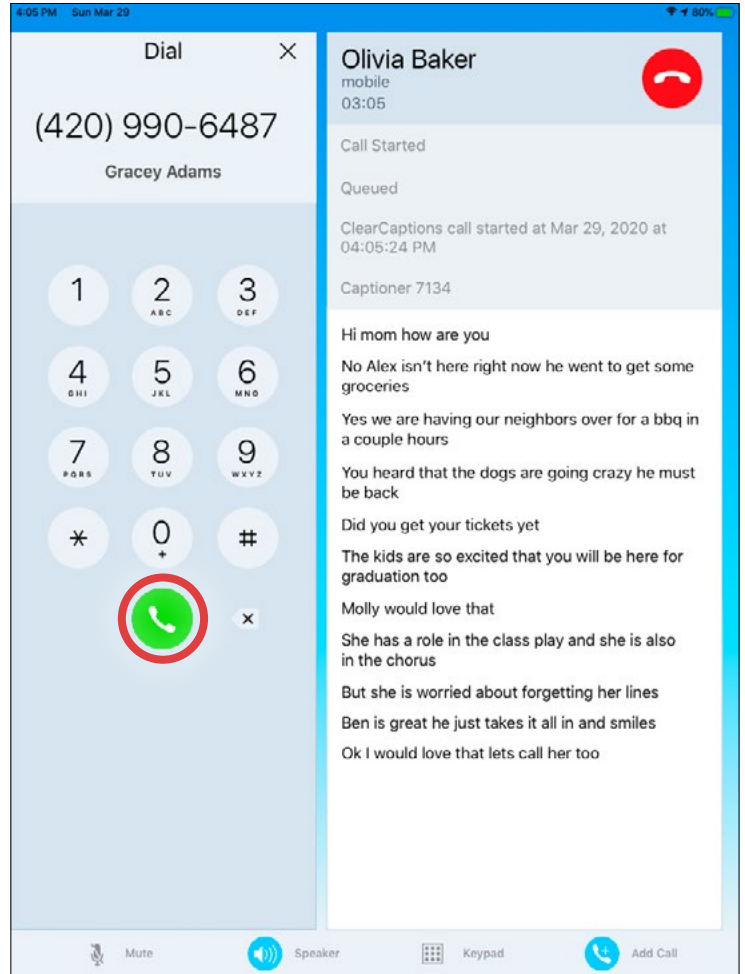 4:05 PM Sun Mar 29
80%
Dial
(420) 990-6487
Gracey Adams
1
2
ABC
3
DEF
4
GHI
5
JKL
6
MNO
7
PQRS
8
TUV
9
WXYZ
*
0
+
#
Olivia Baker
mobile
03:05
Call Started
Queued
ClearCaptions call started at Mar 29, 2020 at
04:05:24 PM
Captioner 7134
Hi mom how are you
No Alex isn't here right now he went to get some
groceries
Yes we are having our neighbors over for a bbq in
a couple hours
You heard that the dogs are going crazy he must
be back
Did you get your tickets yet
The kids are so excited that you will be here for
graduation too
Molly would love that
She has a role in the class play and she is also
in the chorus
But she is worried about forgetting her lines
Ben is great he just takes it all in and smiles
Ok I would love that lets call her too
Mute
Speaker
Keypad
Add Call